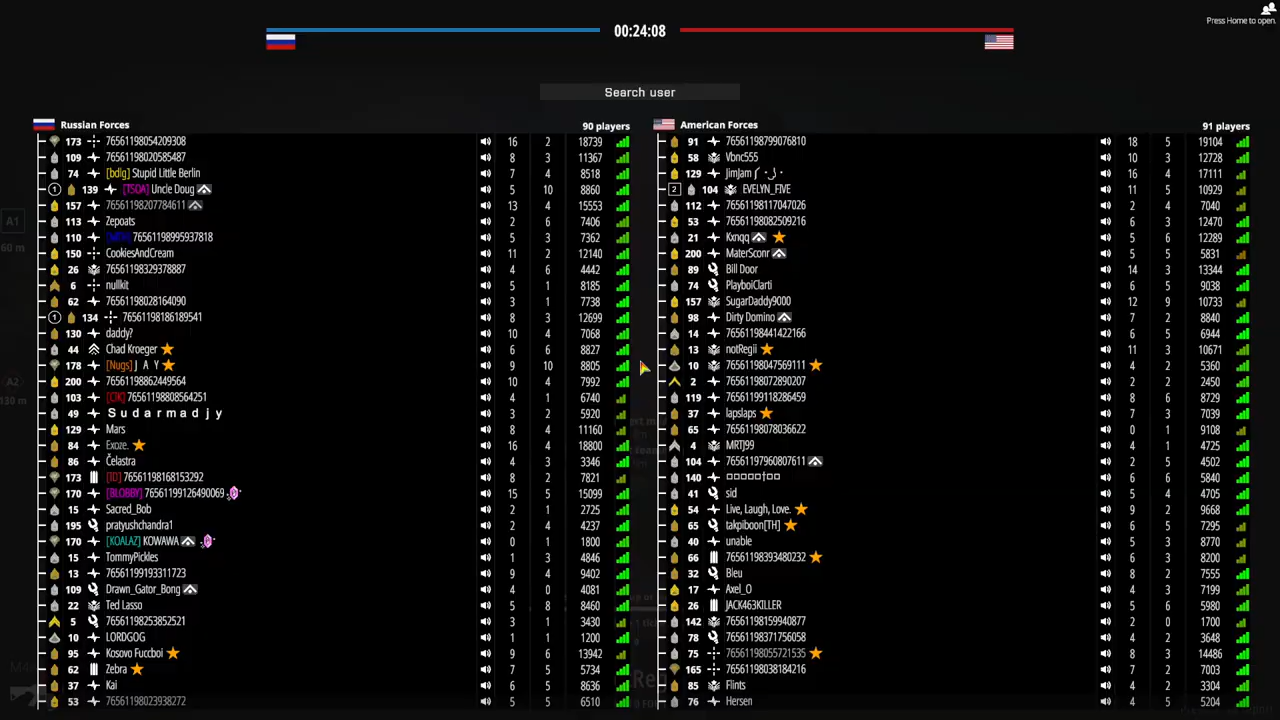 Press Home to open.
00:24:08
Search user
Russian Forces 90 players
173 76561198054209308 16 2 18739
109 76561198020585487 8 3 11367
74 [bdlg] Stupid Little Berlin 7 4 8518
1 139 [TSOA] Uncle Doug 5 10 8860
157 76561198207784611 13 4 15553
113 Zepoats 2 6 7406
110 76561198995937818 5 3 7362
CookiesAndCream 11 2 12140
26 76561198329378887 4 6 4442
6 nullkit 5 1 8185
62 76561198028164090 3 1 7738
1 134 76561198186189541 8 3 12699
130 daddy? 10 4 7068
44 Chad Kroeger 6 6 8827
178 [Nugs] J A Y 9 10 8805
200 76561198862449564 10 4 7992
103 76561198808564251 4 1 6740
49 S u d a r m a d j y 3 2 5920
129 Mars 8 4 11160
84 Exoze. 16 4 18800
86 Čelastra 4 3 3346
173 76561198168153292 8 2 7821
170 [BLOBBY] 76561199126490069 15 5 15099
15 Sacred_Bob 2 1 2725
195 pratyushchandra1 2 4 4237
170 [KOALAZ] KOWAWA 0 1 1800
15 TommyPickles 1 3 4846
13 76561199193311723 9 4 9402
109 Drawn_Gator_Bong 4 0 4081
22 Ted Lasso 5 8 8460
5 76561198253852521 3 1 3430
10 LORDGOG 1 1 1200
95 Kosovo Fuccboi 9 6 13942
62 Zebra 7 5 5734
37 Kai 6 5 8636
53 76561198023938272 5 5 6510
American Forces 91 players
91 76561198799076810 18 5 19104
58 Vbnc555 10 3 12728
129 JimJam 16 4 17111
2 104 EVELYN_FIVE 11 5 10929
112 76561198117047026 2 4 7040
53 76561198082509216 6 3 12470
21 Kxnqq 5 6 12289
200 MaterSconr 5 5 5831
89 Bill Door 14 3 13344
74 PlayboiClarti 6 5 9038
157 SugarDaddy9000 12 9 10733
98 Dirty Domino 7 2 8840
14 76561198441422166 6 5 6944
13 notRegii 11 3 10671
10 76561198047569111 4 2 5360
2 76561198072890207 2 2 2450
119 76561199118286459 8 6 8729
37 lapslaps 7 3 7039
65 76561198078036622 0 1 9108
4 MRTJ99 4 1 4725
104 76561197960807611 2 5 4502
140 □□□□□†□□ 6 6 5840
41 sid 5 4 4705
54 Live, Laugh, Love. 9 2 9668
65 takpiboon[TH] 6 5 7295
40 unable 8 5 8770
66 76561198393480232 6 3 8200
32 Bleu 8 2 7555
17 Axel_O 4 3 7199
26 JACK463KILLER 5 6 5980
142 76561198159940877 2 0 1700
78 76561198371756058 4 2 3648
75 76561198055721535 8 3 14486
165 76561198038184216 2 7003
85 Flints 4 2 3304
76 Hersen 4 5 5204
A1
60 m
A2